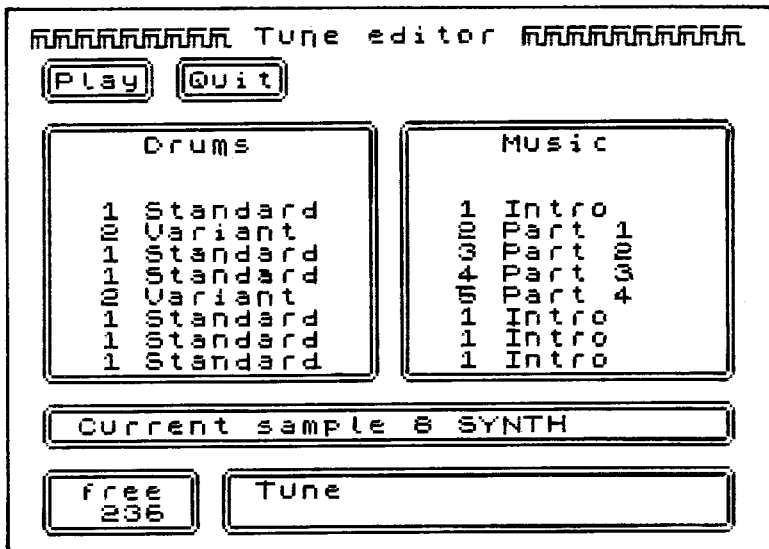 Tune editor
Play Quit
Drums
1 Standard
2 Variant
1 Standard
1 Standard
2 Variant
1 Standard
1 Standard
1 Standard
Music
1 Intro
2 Part 1
3 Part 2
4 Part 3
5 Part 4
1 Intro
1 Intro
1 Intro
Current sample 8 SYNTH
free
236
Tune